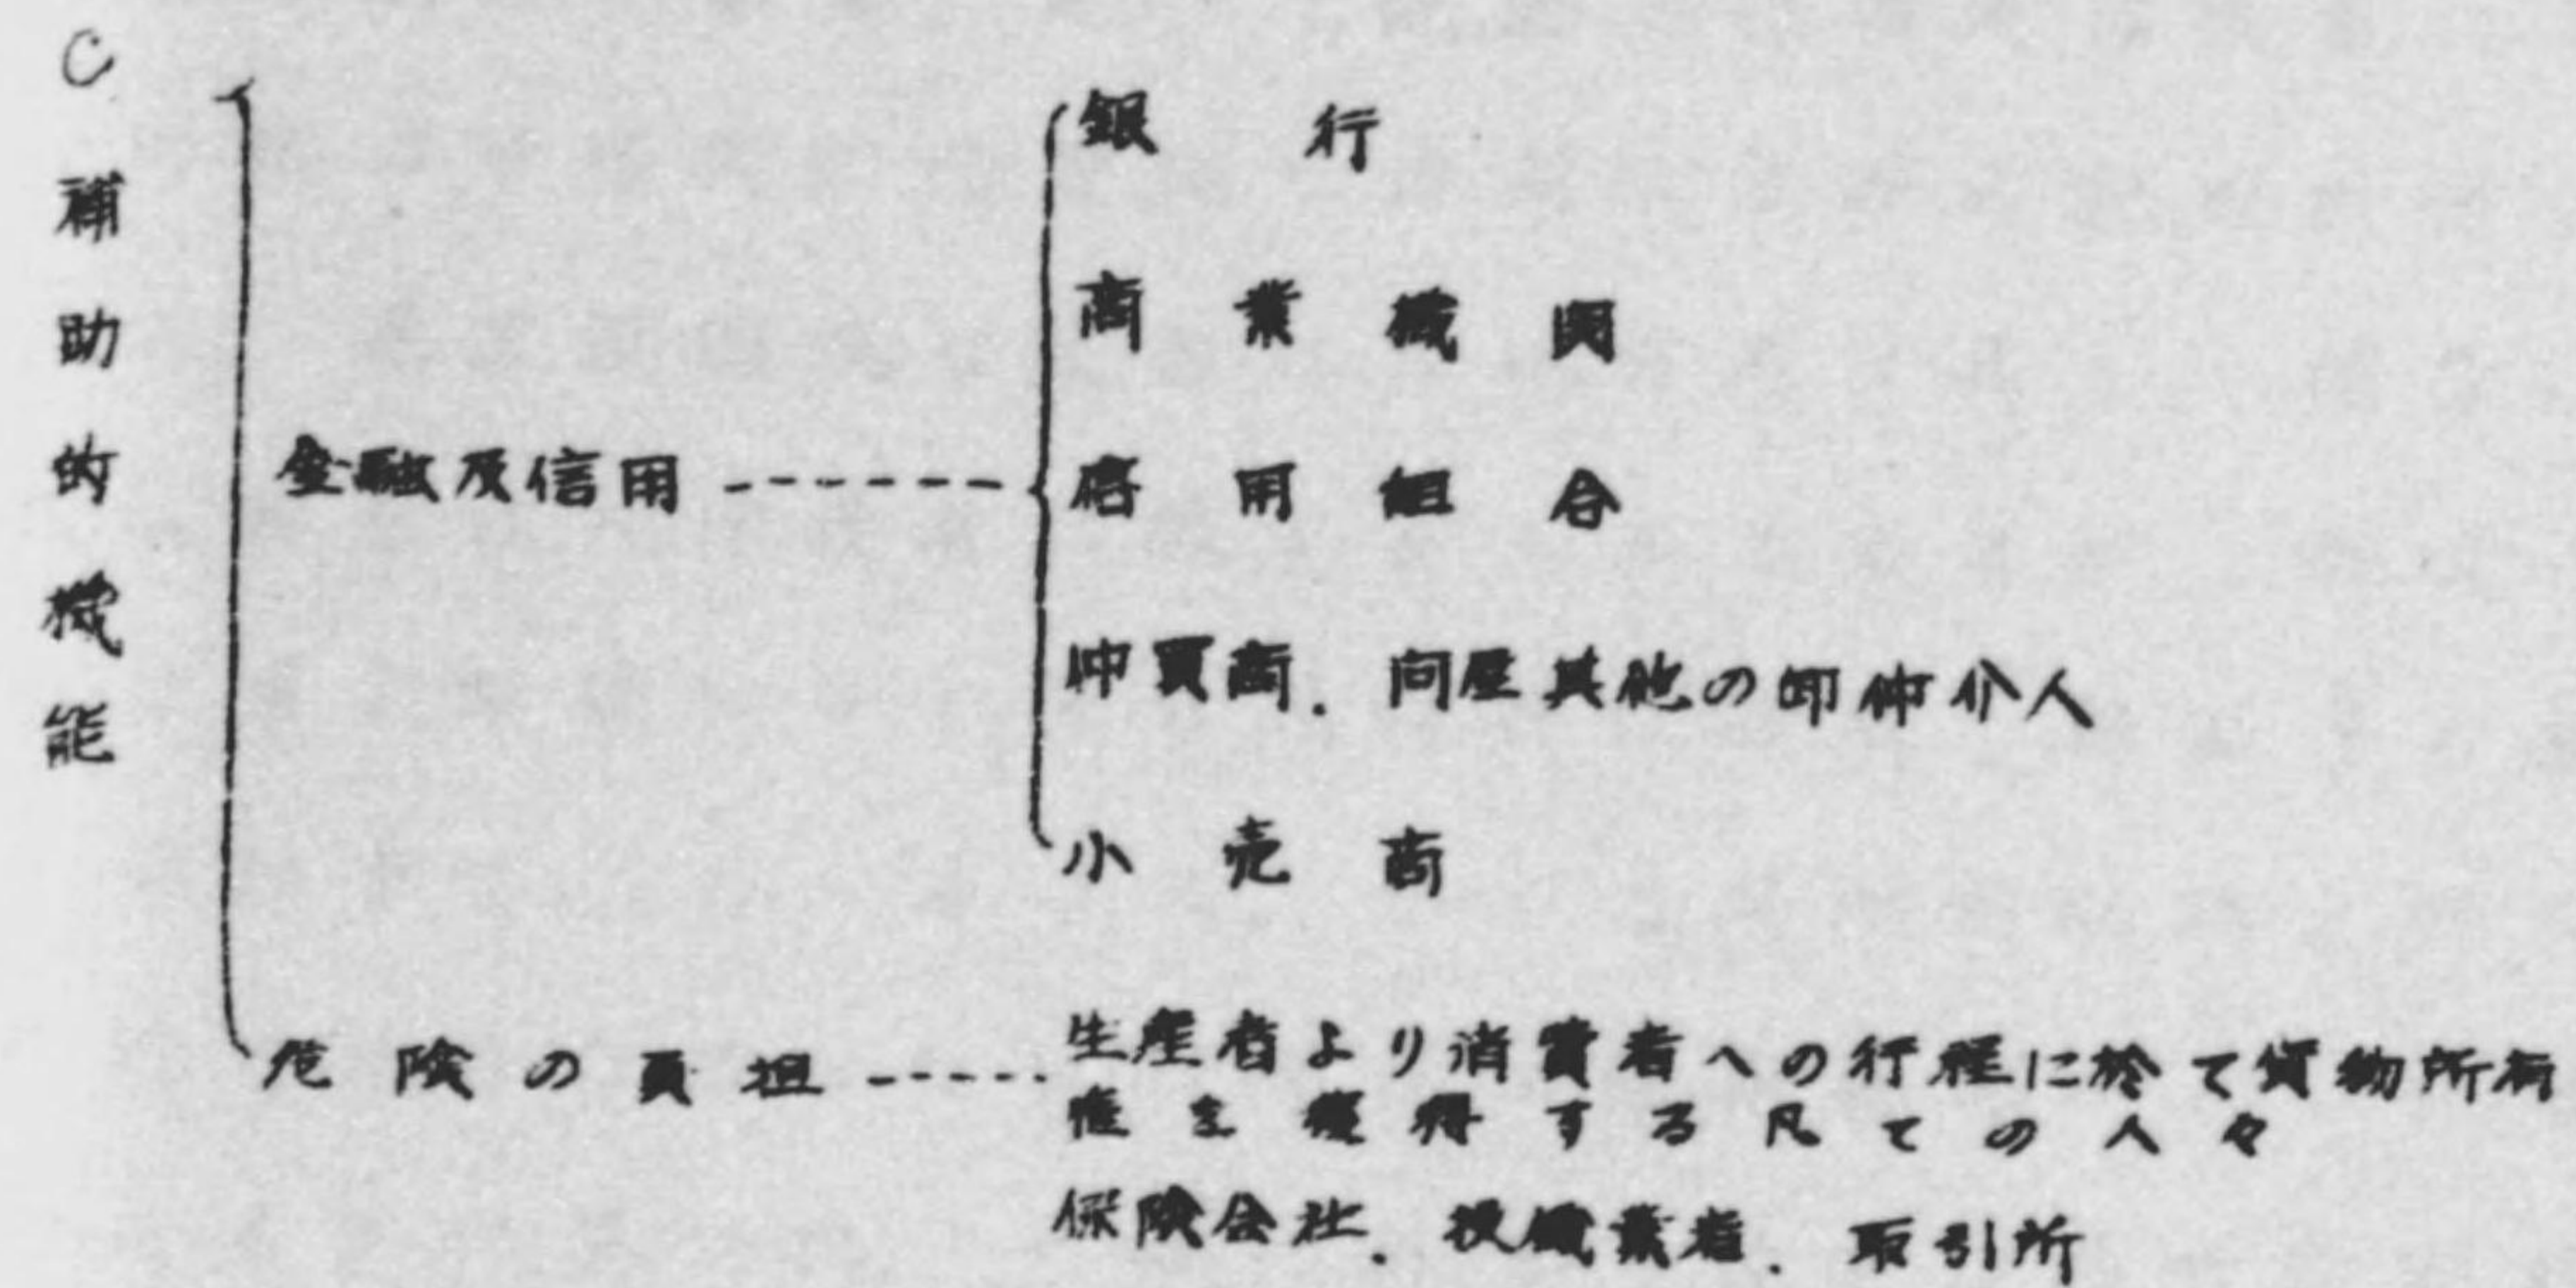 C補助的機能
金融及信用
銀行
商業機関
信用組合
仲買商．問屋其他の卸仲介人
小売商
危険の負担
生産者より消費者への行程に於て貨物所有
権を獲得する凡ての人々
保険会社．投機業者．取引所